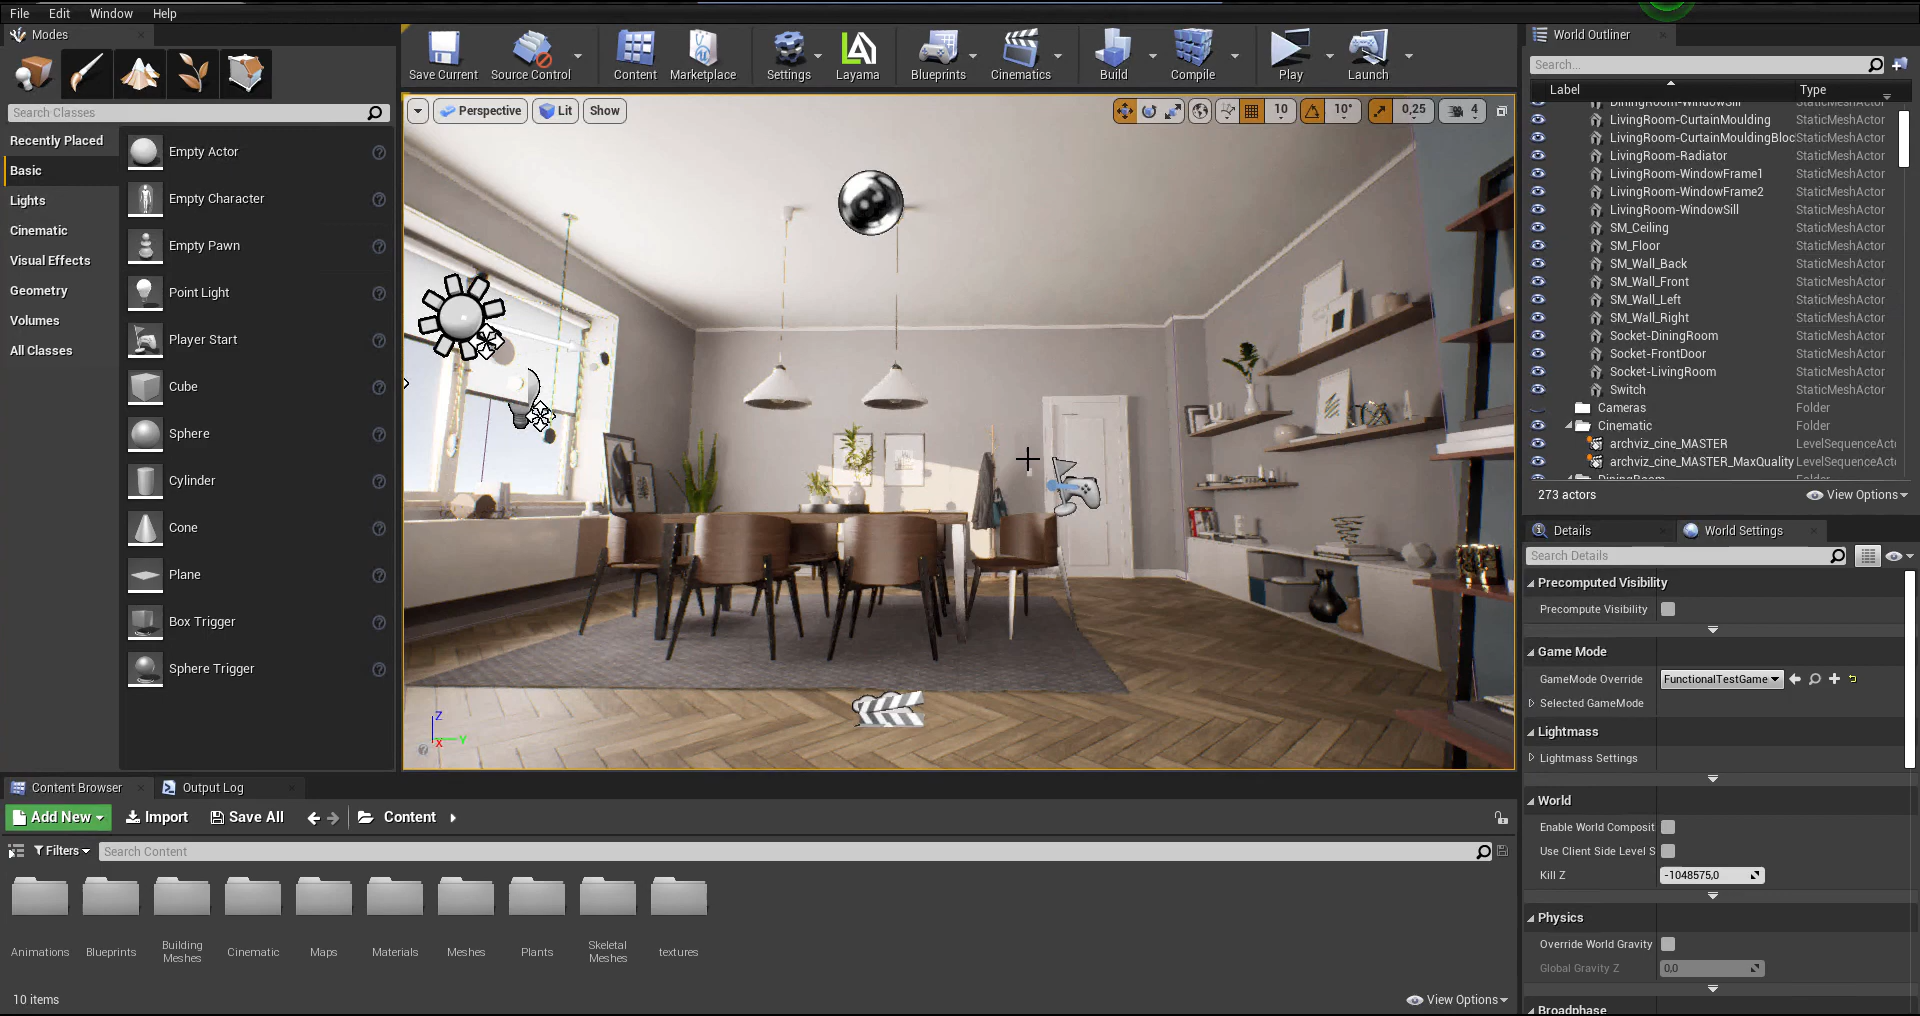 File Edit Window Help
Modes
Save Current Source Control Content Marketplace Settings Layama Blueprints Cinematics Build Compile Play Launch
Search Classes
Recently Placed
Basic
Lights
Cinematic
Visual Effects
Geometry
Volumes
All Classes
Empty Actor
Empty Character
Empty Pawn
Point Light
Player Start
Cube
Sphere
Cylinder
Cone
Plane
Box Trigger
Sphere Trigger
Perspective Lit Show 10 10° 0,25 4
Z
X Y
World Outliner
Search...
Label Type
DiningRoom-WindowSill StaticMeshActor
LivingRoom-CurtainMoulding StaticMeshActor
LivingRoom-CurtainMouldingBloc StaticMeshActor
LivingRoom-Radiator StaticMeshActor
LivingRoom-WindowFrame1 StaticMeshActor
LivingRoom-WindowFrame2 StaticMeshActor
LivingRoom-WindowSill StaticMeshActor
SM_Ceiling StaticMeshActor
SM_Floor StaticMeshActor
SM_Wall_Back StaticMeshActor
SM_Wall_Front StaticMeshActor
SM_Wall_Left StaticMeshActor
SM_Wall_Right StaticMeshActor
Socket-DiningRoom StaticMeshActor
Socket-FrontDoor StaticMeshActor
Socket-LivingRoom StaticMeshActor
Switch StaticMeshActor
Cameras Folder
Cinematic Folder
archviz_cine_MASTER LevelSequenceActo
archviz_cine_MASTER_MaxQuality LevelSequenceActo
DiningRoom Folder
273 actors View Options
Details World Settings
Search Details
Precomputed Visibility
Precompute Visibility
Game Mode
GameMode Override FunctionalTestGame
Selected GameMode
Lightmass
Lightmass Settings
World
Enable World Composit
Use Client Side Level S
Kill Z -1048575,0
Physics
Override World Gravity
Global Gravity Z 0,0
Broadphase
Content Browser Output Log
Add New Import Save All Content
Filters Search Content
Animations Blueprints Building Meshes Cinematic Maps Materials Meshes Plants Skeletal Meshes textures
10 items View Options